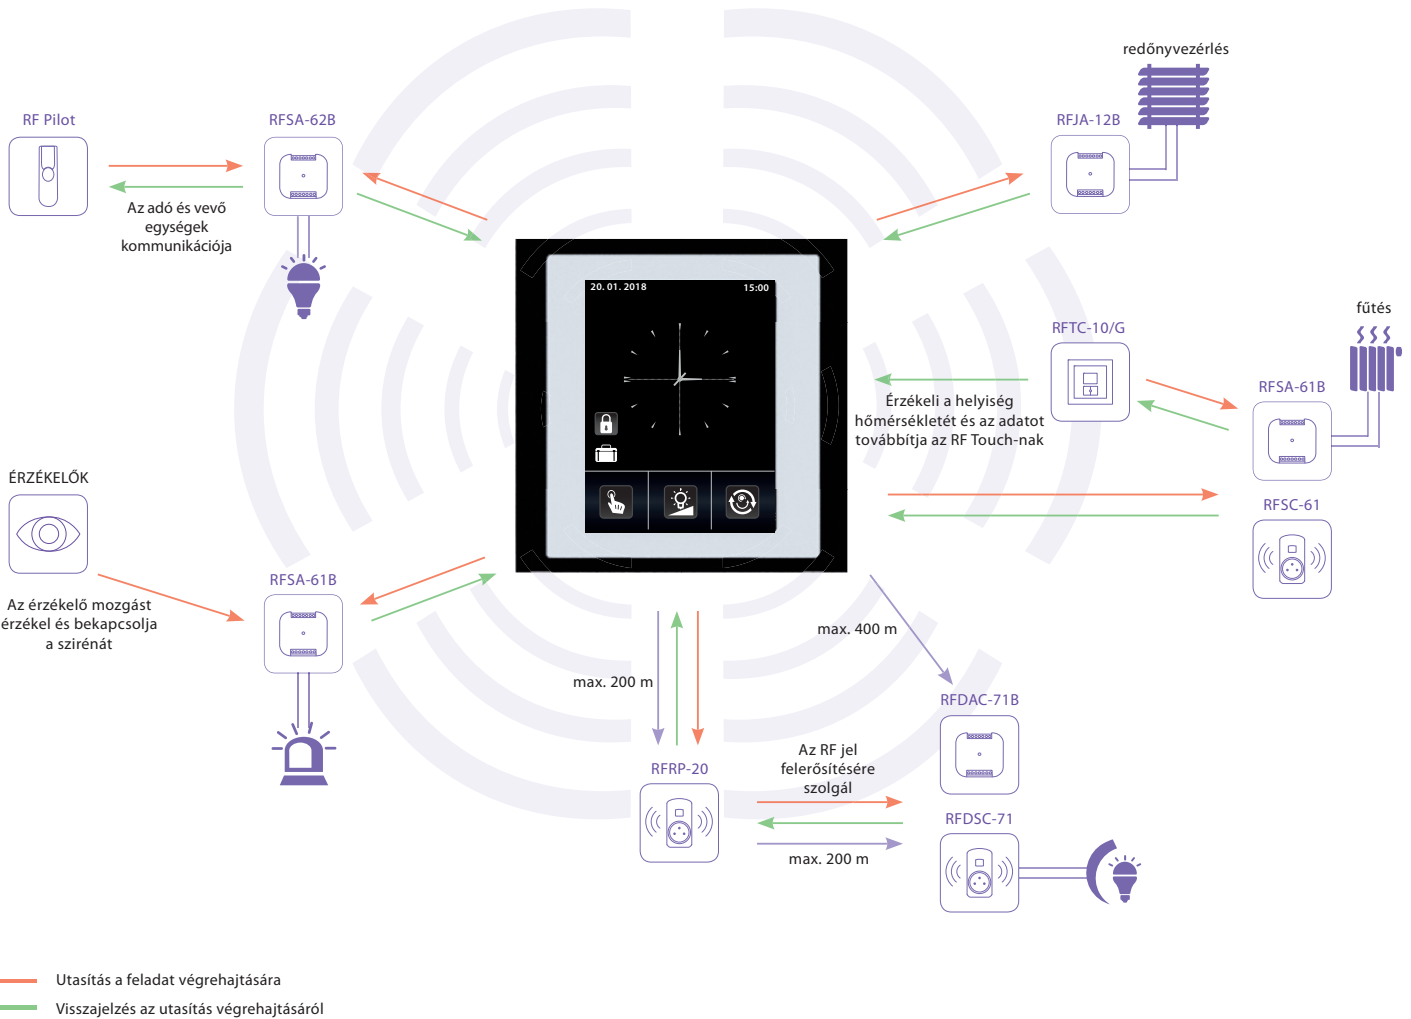 redőnyvezérlés
RF Pilot
RFSA-62B
RFJA-12B
Az adó és vevő
egységek
kommunikációja
20. 01. 2018
15:00
fűtés
RFTC-10/G
RFSA-61B
Érzékeli a helyiség
hőmérsékletét és az adatot
továbbítja az RF Touch-nak
ÉRZÉKELŐK
RFSC-61
RFSA-61B
Az érzékelő mozgást
érzékel és bekapcsolja
a szirénát
max. 400 m
max. 200 m
RFDAC-71B
RFRP-20
Az RF jel
felerősítésére
szolgál
RFDSC-71
max. 200 m
Utasítás a feladat végrehajtására
Visszajelzés az utasítás végrehajtásáról